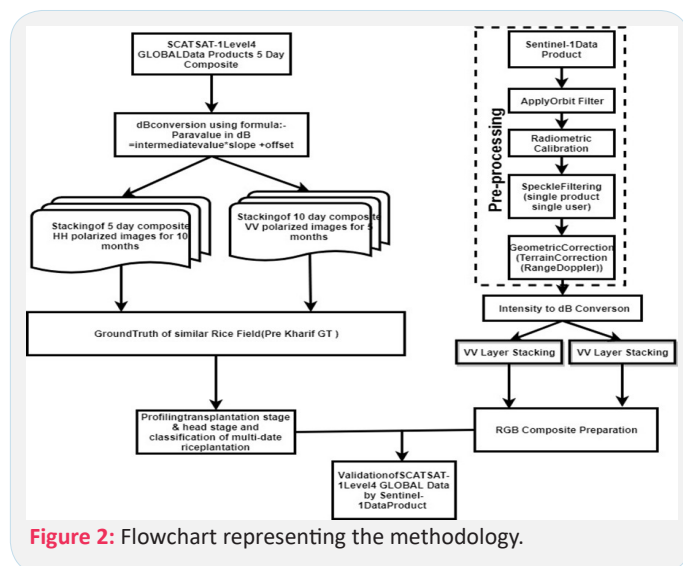 SCATSAT-1Level4
GLOBALData Products 5 Day
Composite
dBconversion using formula:-
Paravalue in dB
=intermediatevalue*slope +offset
Stackingof 5 day composite
HH polarized images for 10
months
Stackingof 10 day composite
VV polarized images for 5
months
GroundTruth of similar Rice Field(Pre Kharif GT )
Profilingtransplantation stage
& head stage and
classification of multi-date
riceplantation
Sentinel-1Data
Product
ApplyOrbit Filter
Radiometric
Calibration
SpeckleFiltering
(single product
single user)
GeometricCorrection
(TerrainCorrection
(RangeDoppler))
Pre-processing
Intensity to dB Converson
VV Layer Stacking
VV Layer Stacking
RGB Composite Preparation
ValidationofSCATSAT-
1Level4 GLOBAL Data
by Sentinel-
1DataProduct
Figure 2: Flowchart representing the methodology.